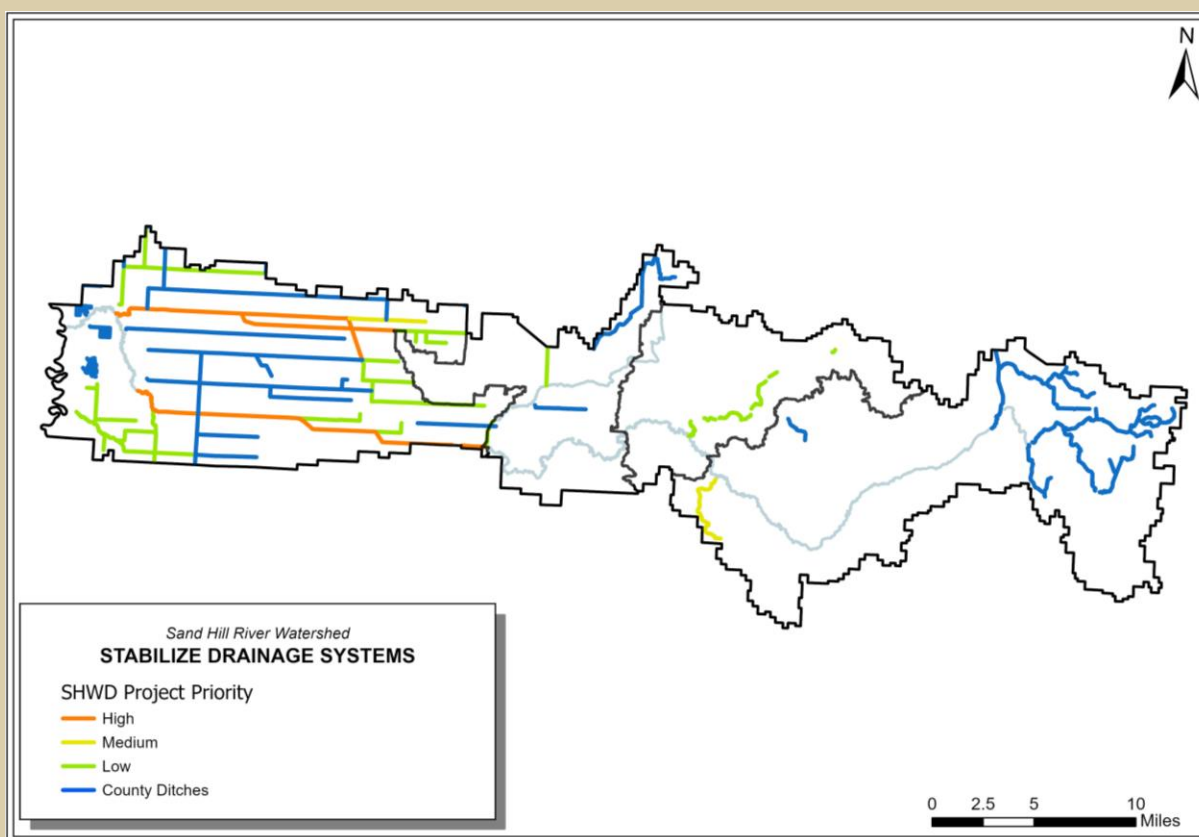 N
Sand Hill River Watershed
STABILIZE DRAINAGE SYSTEMS
SHWD Project Priority
High
Medium
Low
County Ditches
0 2.5 5 10
Miles